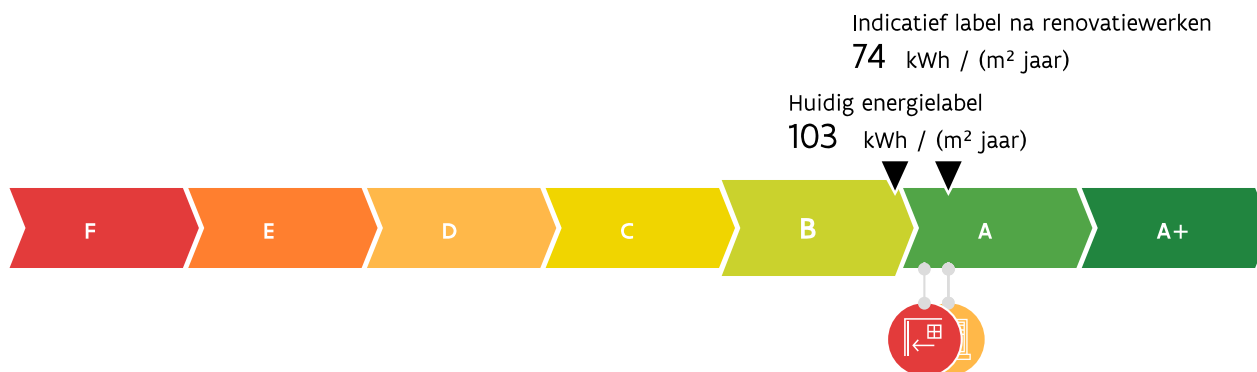 Indicatief label na renovatiewerken
74 kWh / (m² jaar)
Huidig energielabel
103 kWh / (m² jaar)
F E D C B A A+